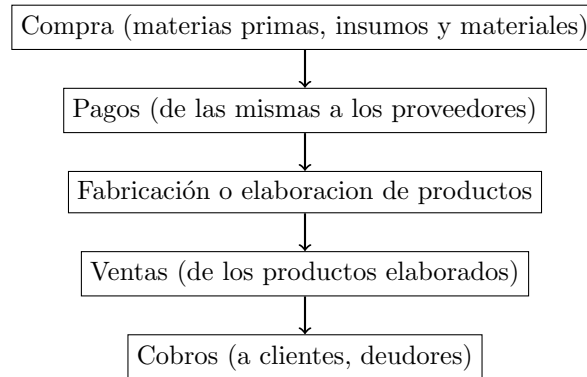 Compra (materias primas, insumos y materiales)
Pagos (de las mismas a los proveedores)
Fabricación o elaboracion de productos
Ventas (de los productos elaborados)
Cobros (a clientes, deudores)